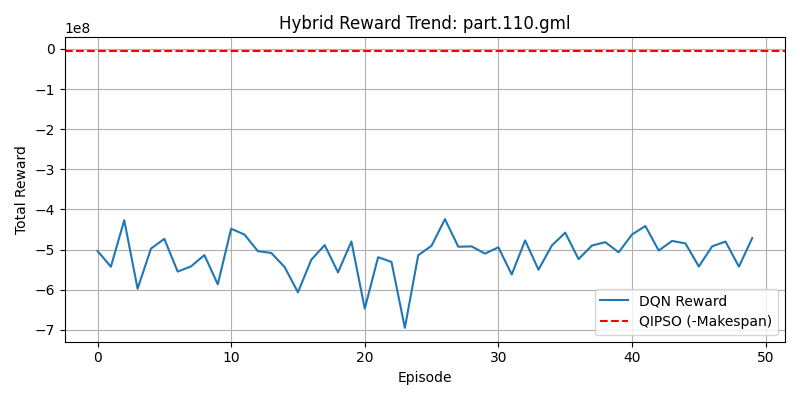 Hybrid Reward Trend: part.110.gml
1e8
0
−1
−2
−3
−4
−5
−6
−7
Total Reward
0 10 20 30 40 50
Episode
DQN Reward
QIPSO (-Makespan)